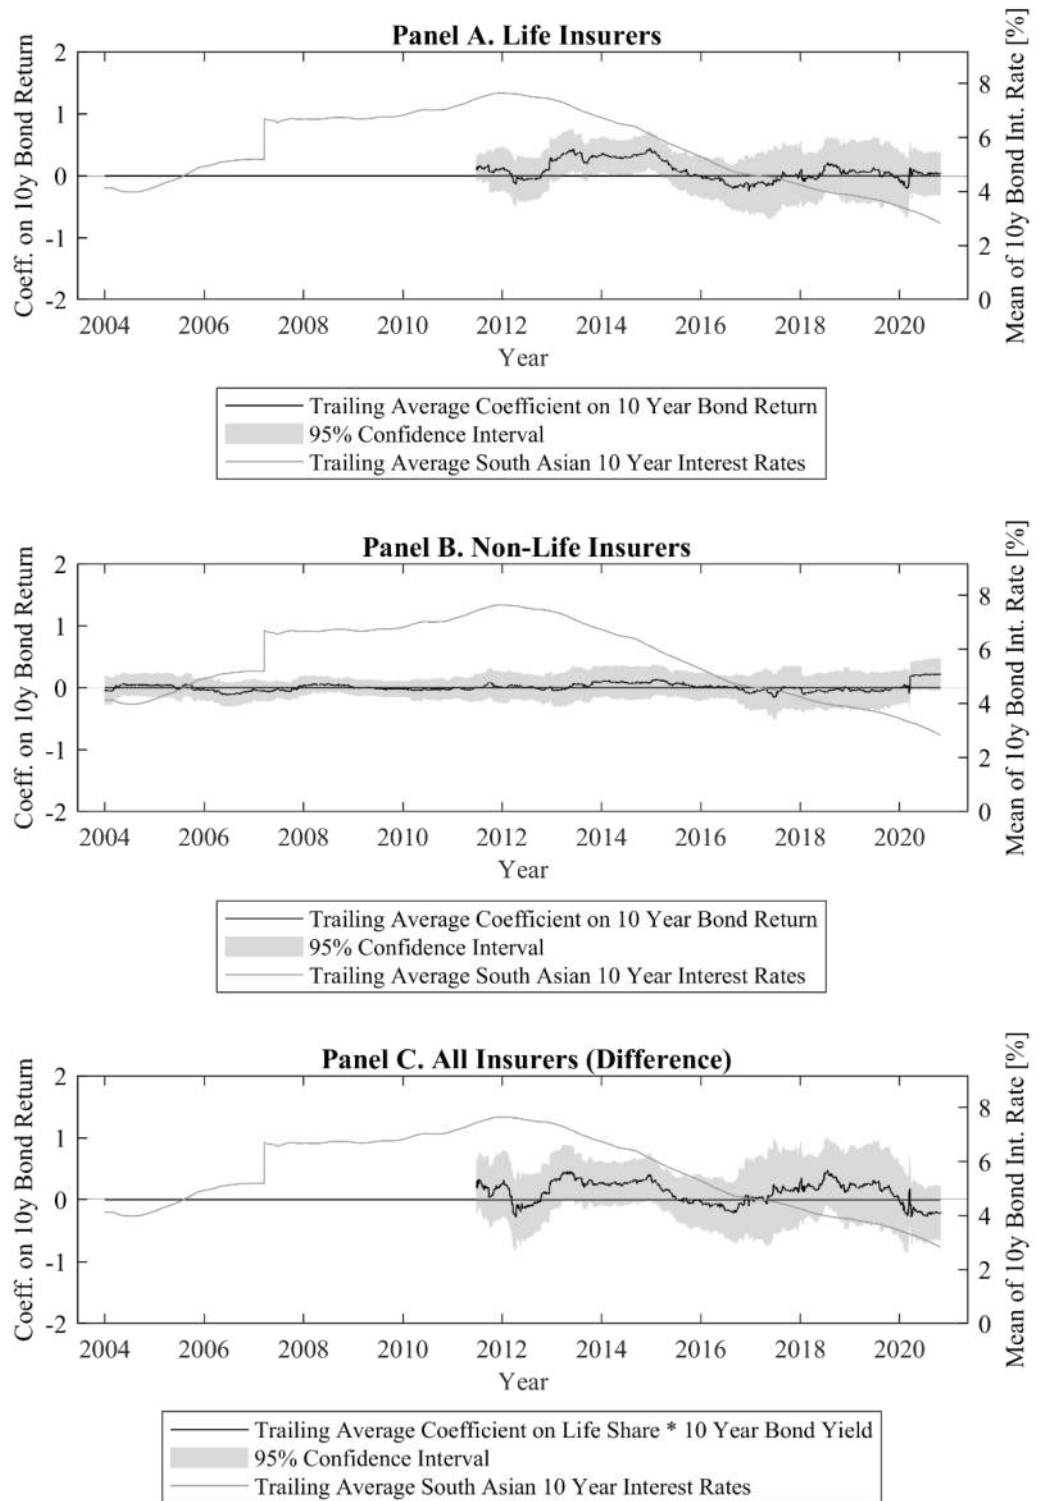 Panel A. Life Insurers
Coeff. on 10y Bond Return
2
1
0
-1
-2
Mean of 10y Bond Int. Rate [%]
8
6
4
2
0
2004 2006 2008 2010 2012 2014 2016 2018 2020
Year
Trailing Average Coefficient on 10 Year Bond Return
95% Confidence Interval
Trailing Average South Asian 10 Year Interest Rates
Panel B. Non-Life Insurers
Coeff. on 10y Bond Return
2
1
0
-1
-2
Mean of 10y Bond Int. Rate [%]
8
6
4
2
0
2004 2006 2008 2010 2012 2014 2016 2018 2020
Year
Trailing Average Coefficient on 10 Year Bond Return
95% Confidence Interval
Trailing Average South Asian 10 Year Interest Rates
Panel C. All Insurers (Difference)
Coeff. on 10y Bond Return
2
1
0
-1
-2
Mean of 10y Bond Int. Rate [%]
8
6
4
2
0
2004 2006 2008 2010 2012 2014 2016 2018 2020
Year
Trailing Average Coefficient on Life Share * 10 Year Bond Yield
95% Confidence Interval
Trailing Average South Asian 10 Year Interest Rates